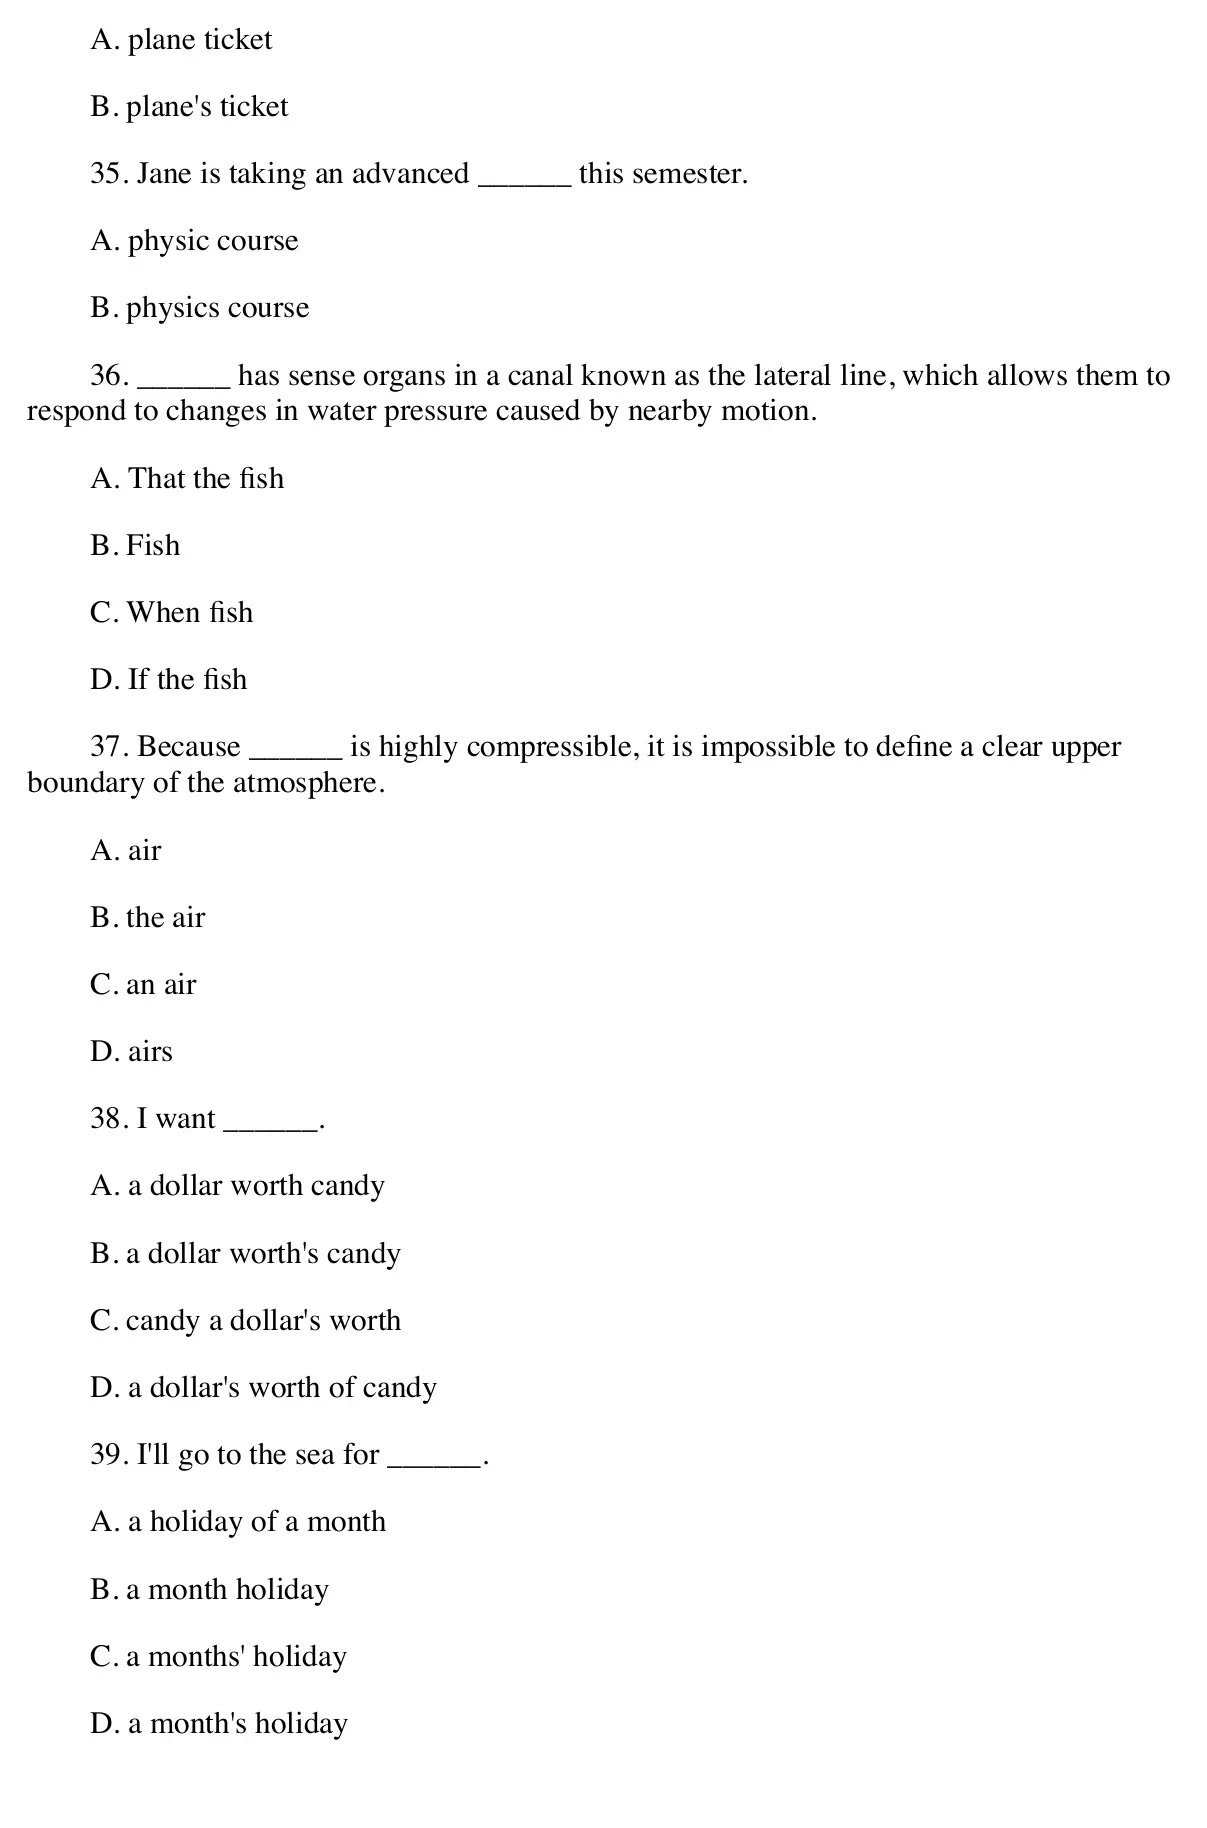 A. plane ticket
B. plane's ticket
35. Jane is taking an advanced ______ this semester.
A. physic course
B. physics course
36. ______ has sense organs in a canal known as the lateral line, which allows them to
respond to changes in water pressure caused by nearby motion.
A. That the fish
B. Fish
C. When fish
D. If the fish
37. Because ______ is highly compressible, it is impossible to define a clear upper
boundary of the atmosphere.
A. air
B. the air
C. an air
D. airs
38. I want ______.
A. a dollar worth candy
B. a dollar worth's candy
C. candy a dollar's worth
D. a dollar's worth of candy
39. I'll go to the sea for ______.
A. a holiday of a month
B. a month holiday
C. a months' holiday
D. a month's holiday